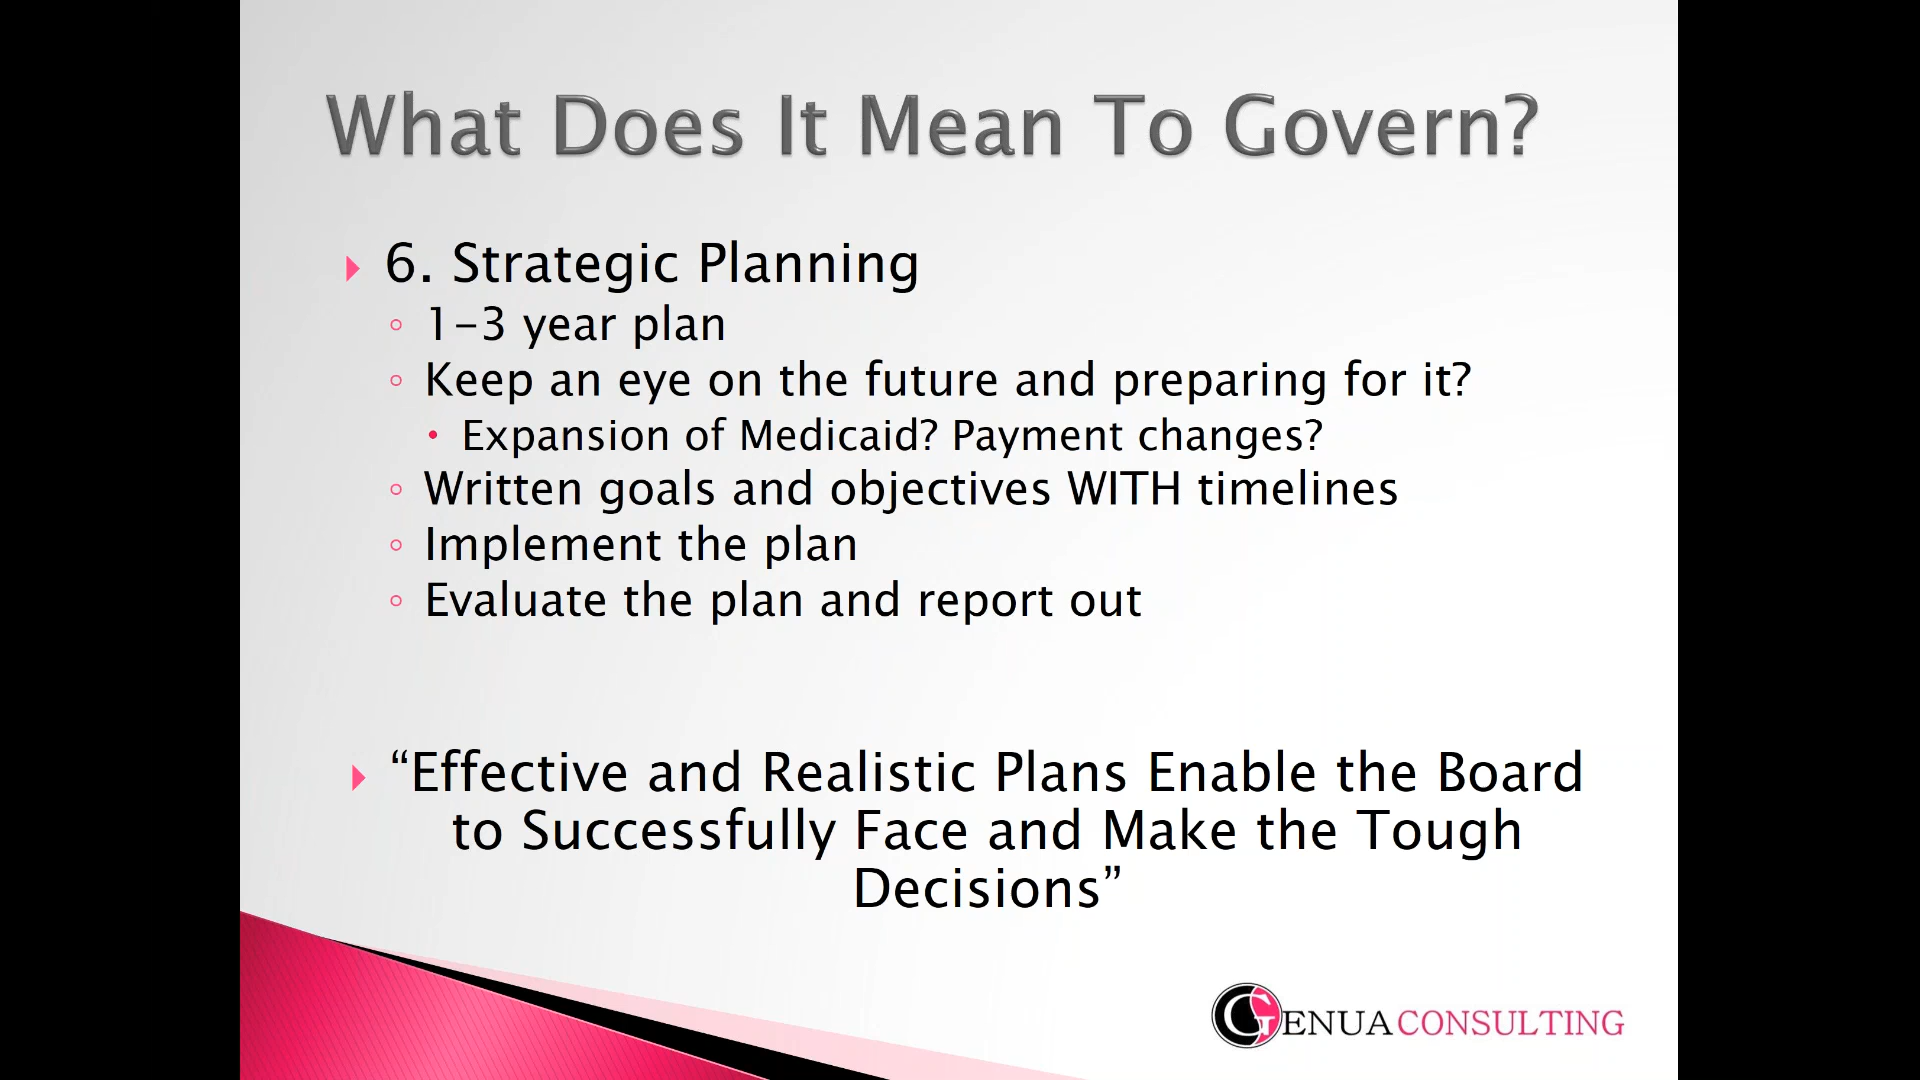 What Does It Mean To Govern?
6. Strategic Planning
1-3 year plan
Keep an eye on the future and preparing for it?
Expansion of Medicaid? Payment changes?
Written goals and objectives WITH timelines
Implement the plan
Evaluate the plan and report out
“Effective and Realistic Plans Enable the Board
to Successfully Face and Make the Tough
Decisions”
GENUA CONSULTING